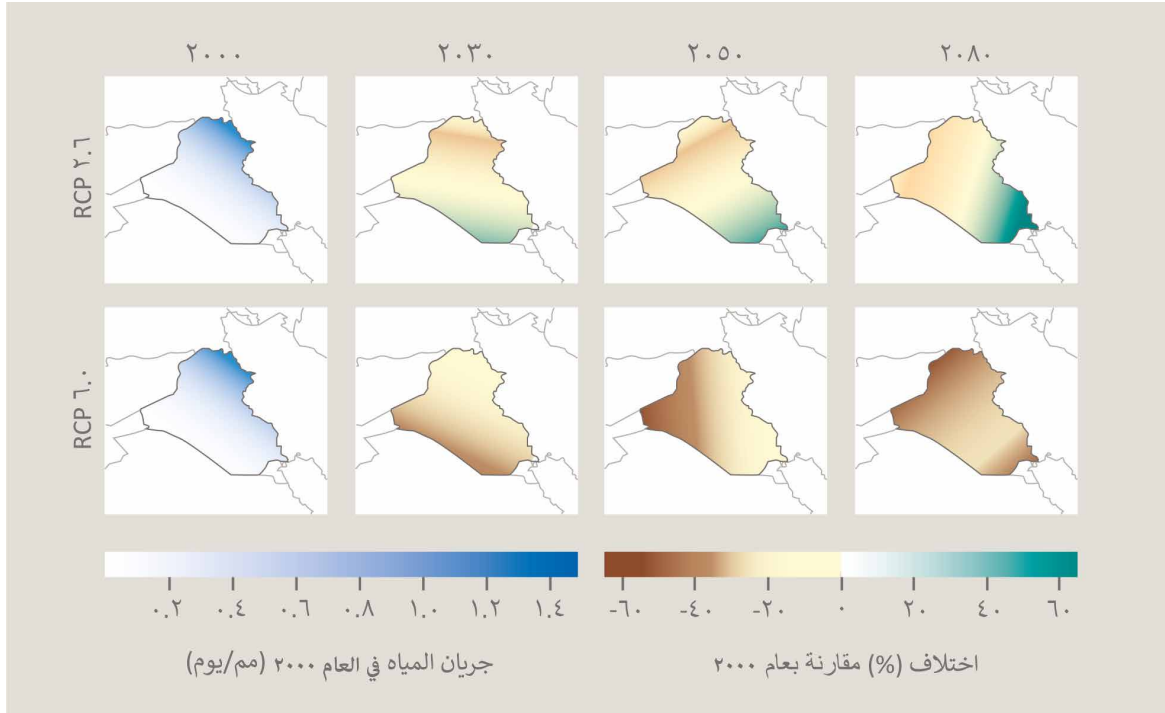 ٢٠٠٠ ٢٠٣٠ ٢٠٥٠ ٢٠٨٠
RCP ٢.٦
RCP ٦.٠
٠.٢ ٠.٤ ٠.٦ ٠.٨ ١.٠ ١.٢ ١.٤
جريان المياه في العام ٢٠٠٠ (مم/يوم)
-٦٠ -٤٠ -٢٠ ٠ ٢٠ ٤٠ ٦٠
اختلاف (%) مقارنة بعام ٢٠٠٠